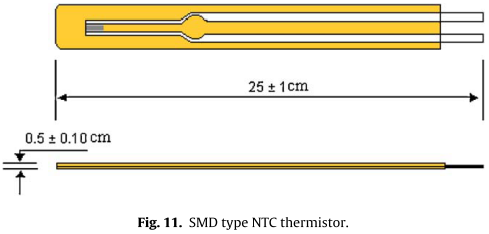 25 ± 1cm
0.5 ± 0.10 cm
Fig. 11. SMD type NTC thermistor.